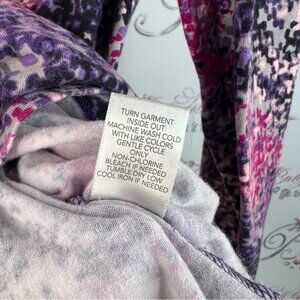 TURN GARMENT
INSIDE OUT
MACHINE WASH COLD
WITH LIKE COLORS
GENTLE CYCLE
ONLY
NON-CHLORINE
BLEACH IF NEEDED
TUMBLE DRY LOW
COOL IRON IF NEEDED